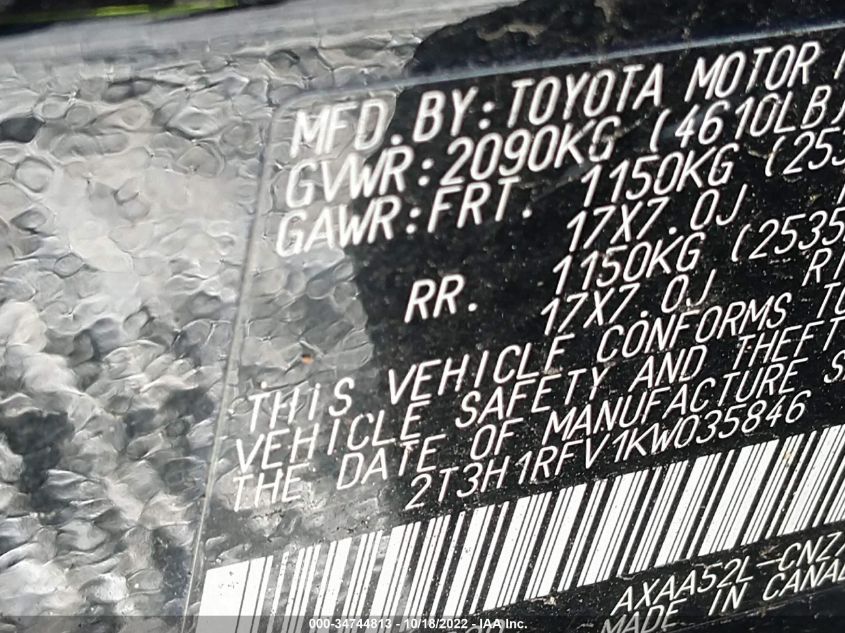 MFD.BY:TOYOTA MOTOR
GVWR:2090KG (4610LB)
GAWR:FRT. 1150KG (253
17X7.0J
RR. 1150KG (2535
17X7.0J RI
THIS VEHICLE CONFORMS TO
VEHICLE SAFETY AND THEFT
THE DATE OF MANUFACTURE S
2T3H1RFV1KW035846
AXAA52L-CNZ
MADE IN CANAD
000-34744813 - 10/18/2022 - IAA Inc.